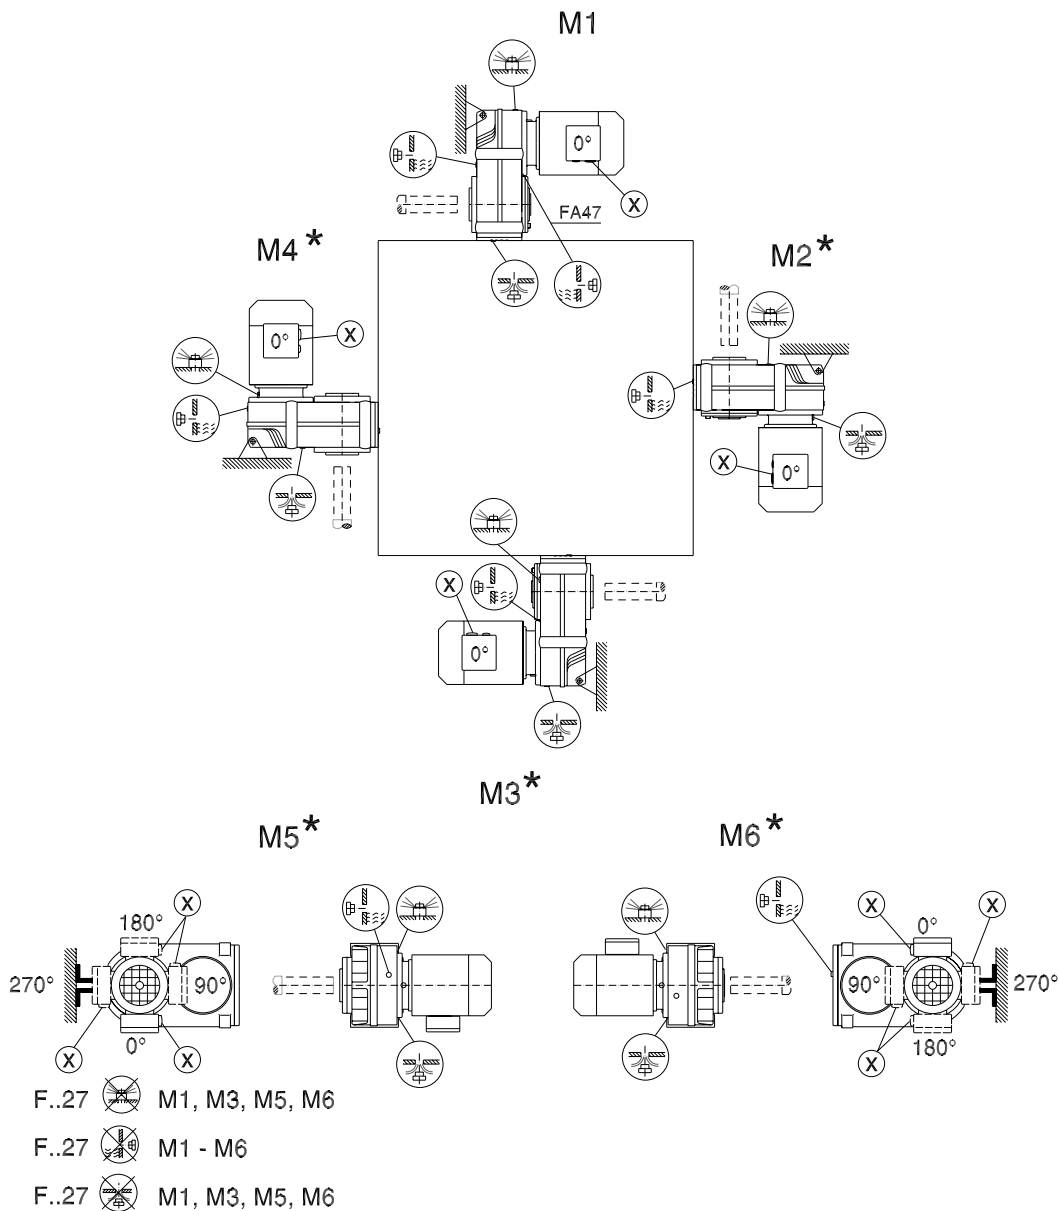 M1
0°
X
FA47
M4*
M2*
0°
X
X
0°
X
0°
M3*
M5*
M6*
X
180°
270°
90°
0°
X
X
X
X
0°
90°
270°
180°
X
F..27 M1, M3, M5, M6
F..27 M1 - M6
F..27 M1, M3, M5, M6